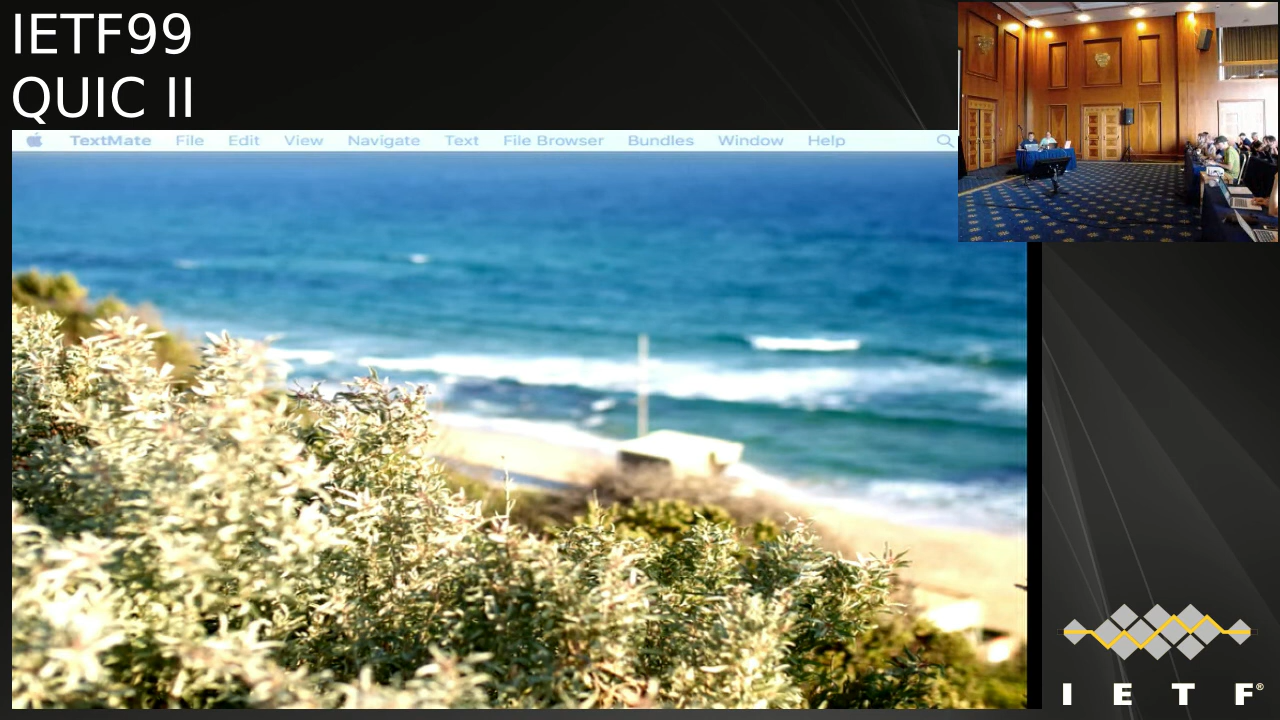 IETF99
QUIC II
TextMate File Edit View Navigate Text File Browser Bundles Window Help
I E T F®